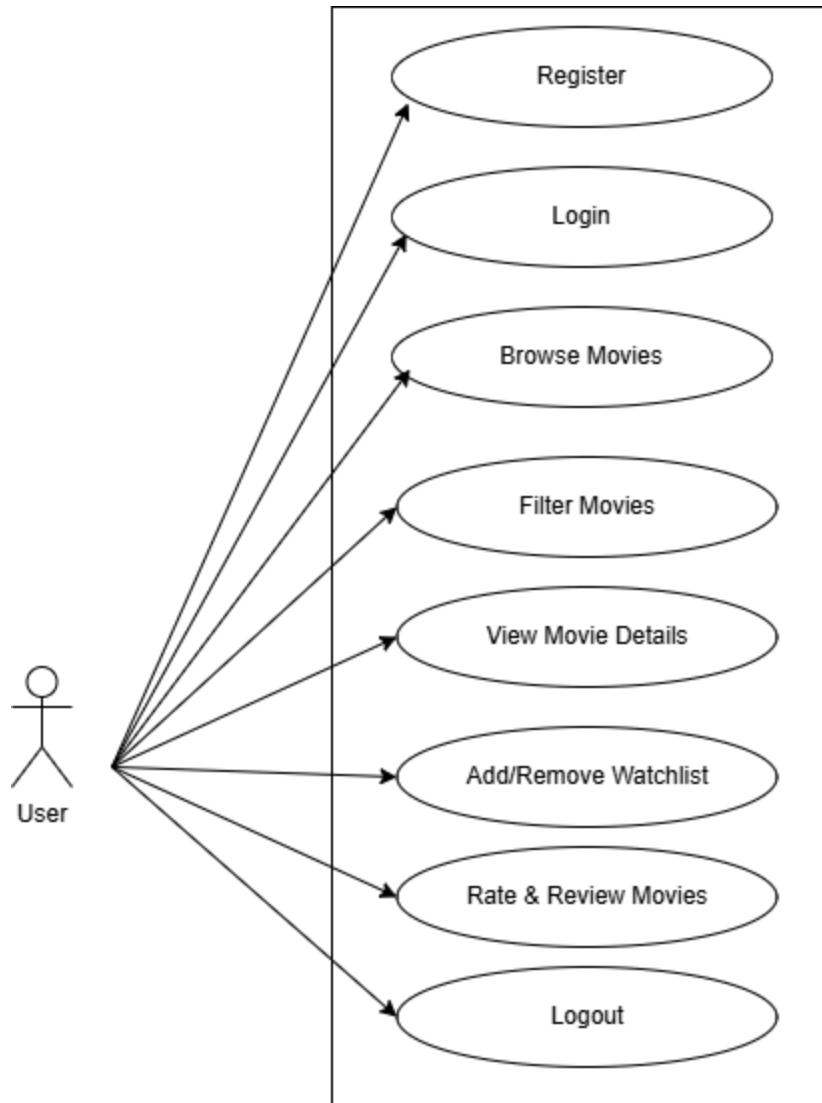 Register
Login
Browse Movies
Filter Movies
View Movie Details
Add/Remove Watchlist
User
Rate & Review Movies
Logout